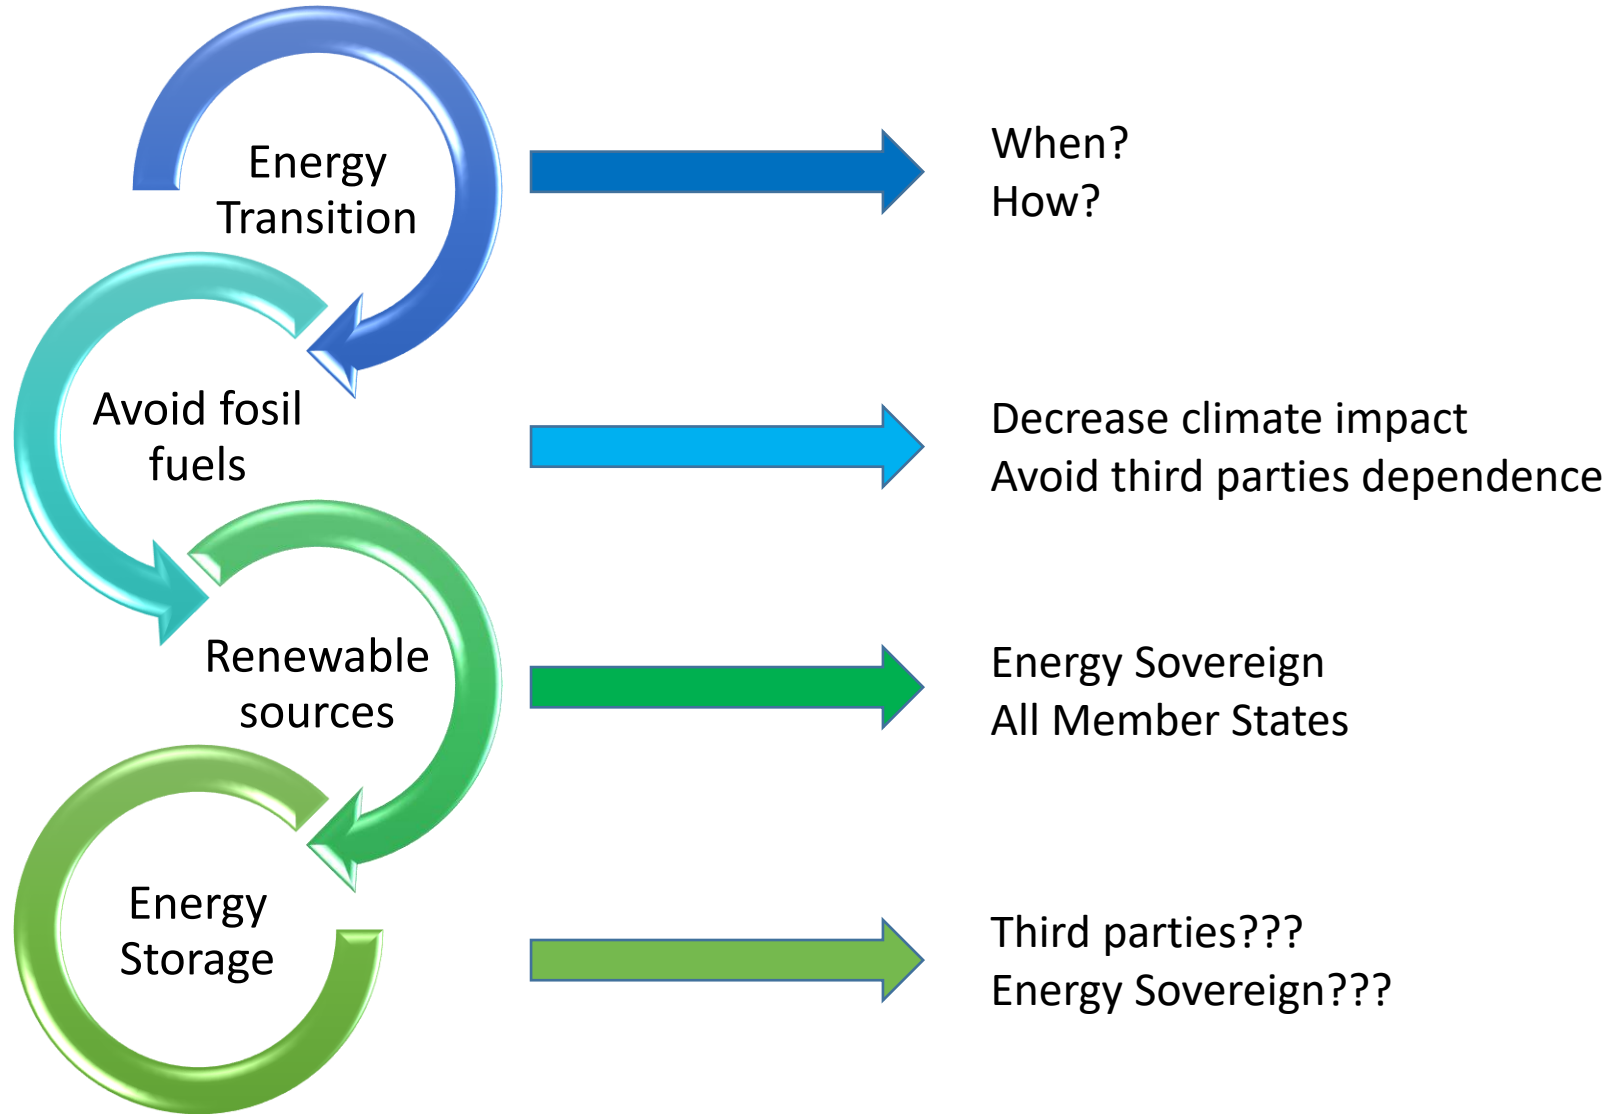 Energy
Transition
When?
How?
Avoid fosil
fuels
Decrease climate impact
Avoid third parties dependence
Renewable
sources
Energy Sovereign
All Member States
Energy
Storage
Third parties???
Energy Sovereign???